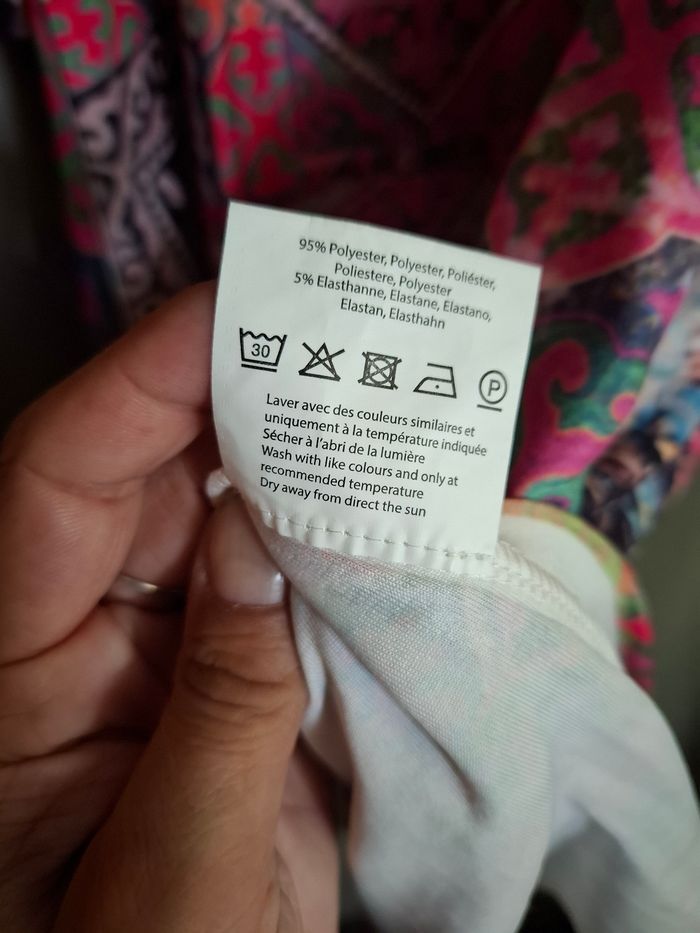 95% Polyester, Polyester, Poliéster,
Poliestere, Polyester
5% Elasthanne, Elastane, Elastano,
Elastan, Elasthahn
30
P
Laver avec des couleurs similaires et
uniquement à la température indiquée
Sécher à l'abri de la lumière
Wash with like colours and only at
recommended temperature
Dry away from direct the sun